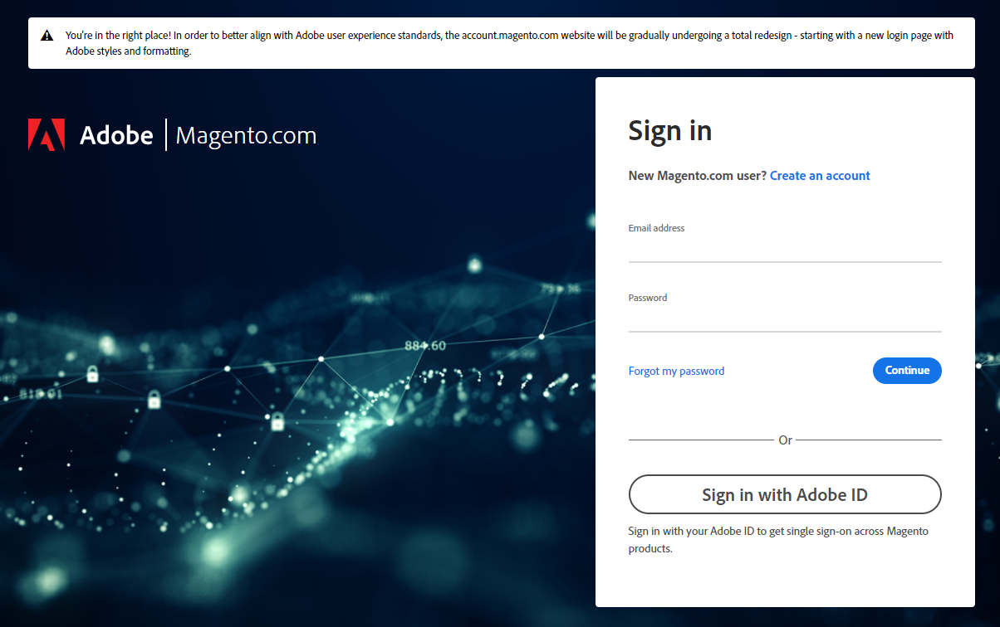 You're in the right place! In order to better align with Adobe user experience standards, the account.magento.com website will be gradually undergoing a total redesign - starting with a new login page with
Adobe styles and formatting.
Adobe | Magento.com
Sign in
New Magento.com user? Create an account
Email address
Password
884.60
Forgot my password
Continue
Or
Sign in with Adobe ID
Sign in with your Adobe ID to get single sign-on across Magento
products.